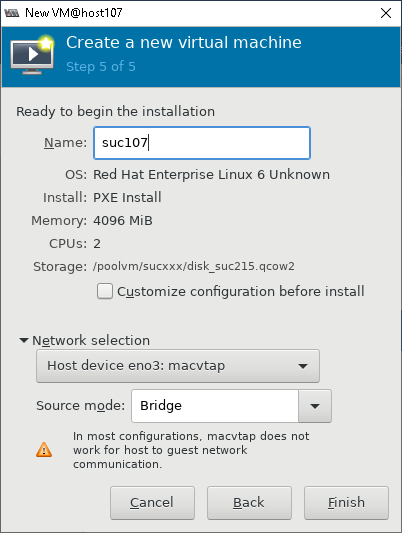 New VM@host107
Create a new virtual machine
Step 5 of 5
Ready to begin the installation
Name: suc107
OS: Red Hat Enterprise Linux 6 Unknown
Install: PXE Install
Memory: 4096 MiB
CPUs: 2
Storage: /poolvm/sucxxx/disk_suc215.qcow2
Customize configuration before install
Network selection
Host device eno3: macvtap
Source mode: Bridge
In most configurations, macvtap does not
work for host to guest network
communication.
Cancel Back Finish